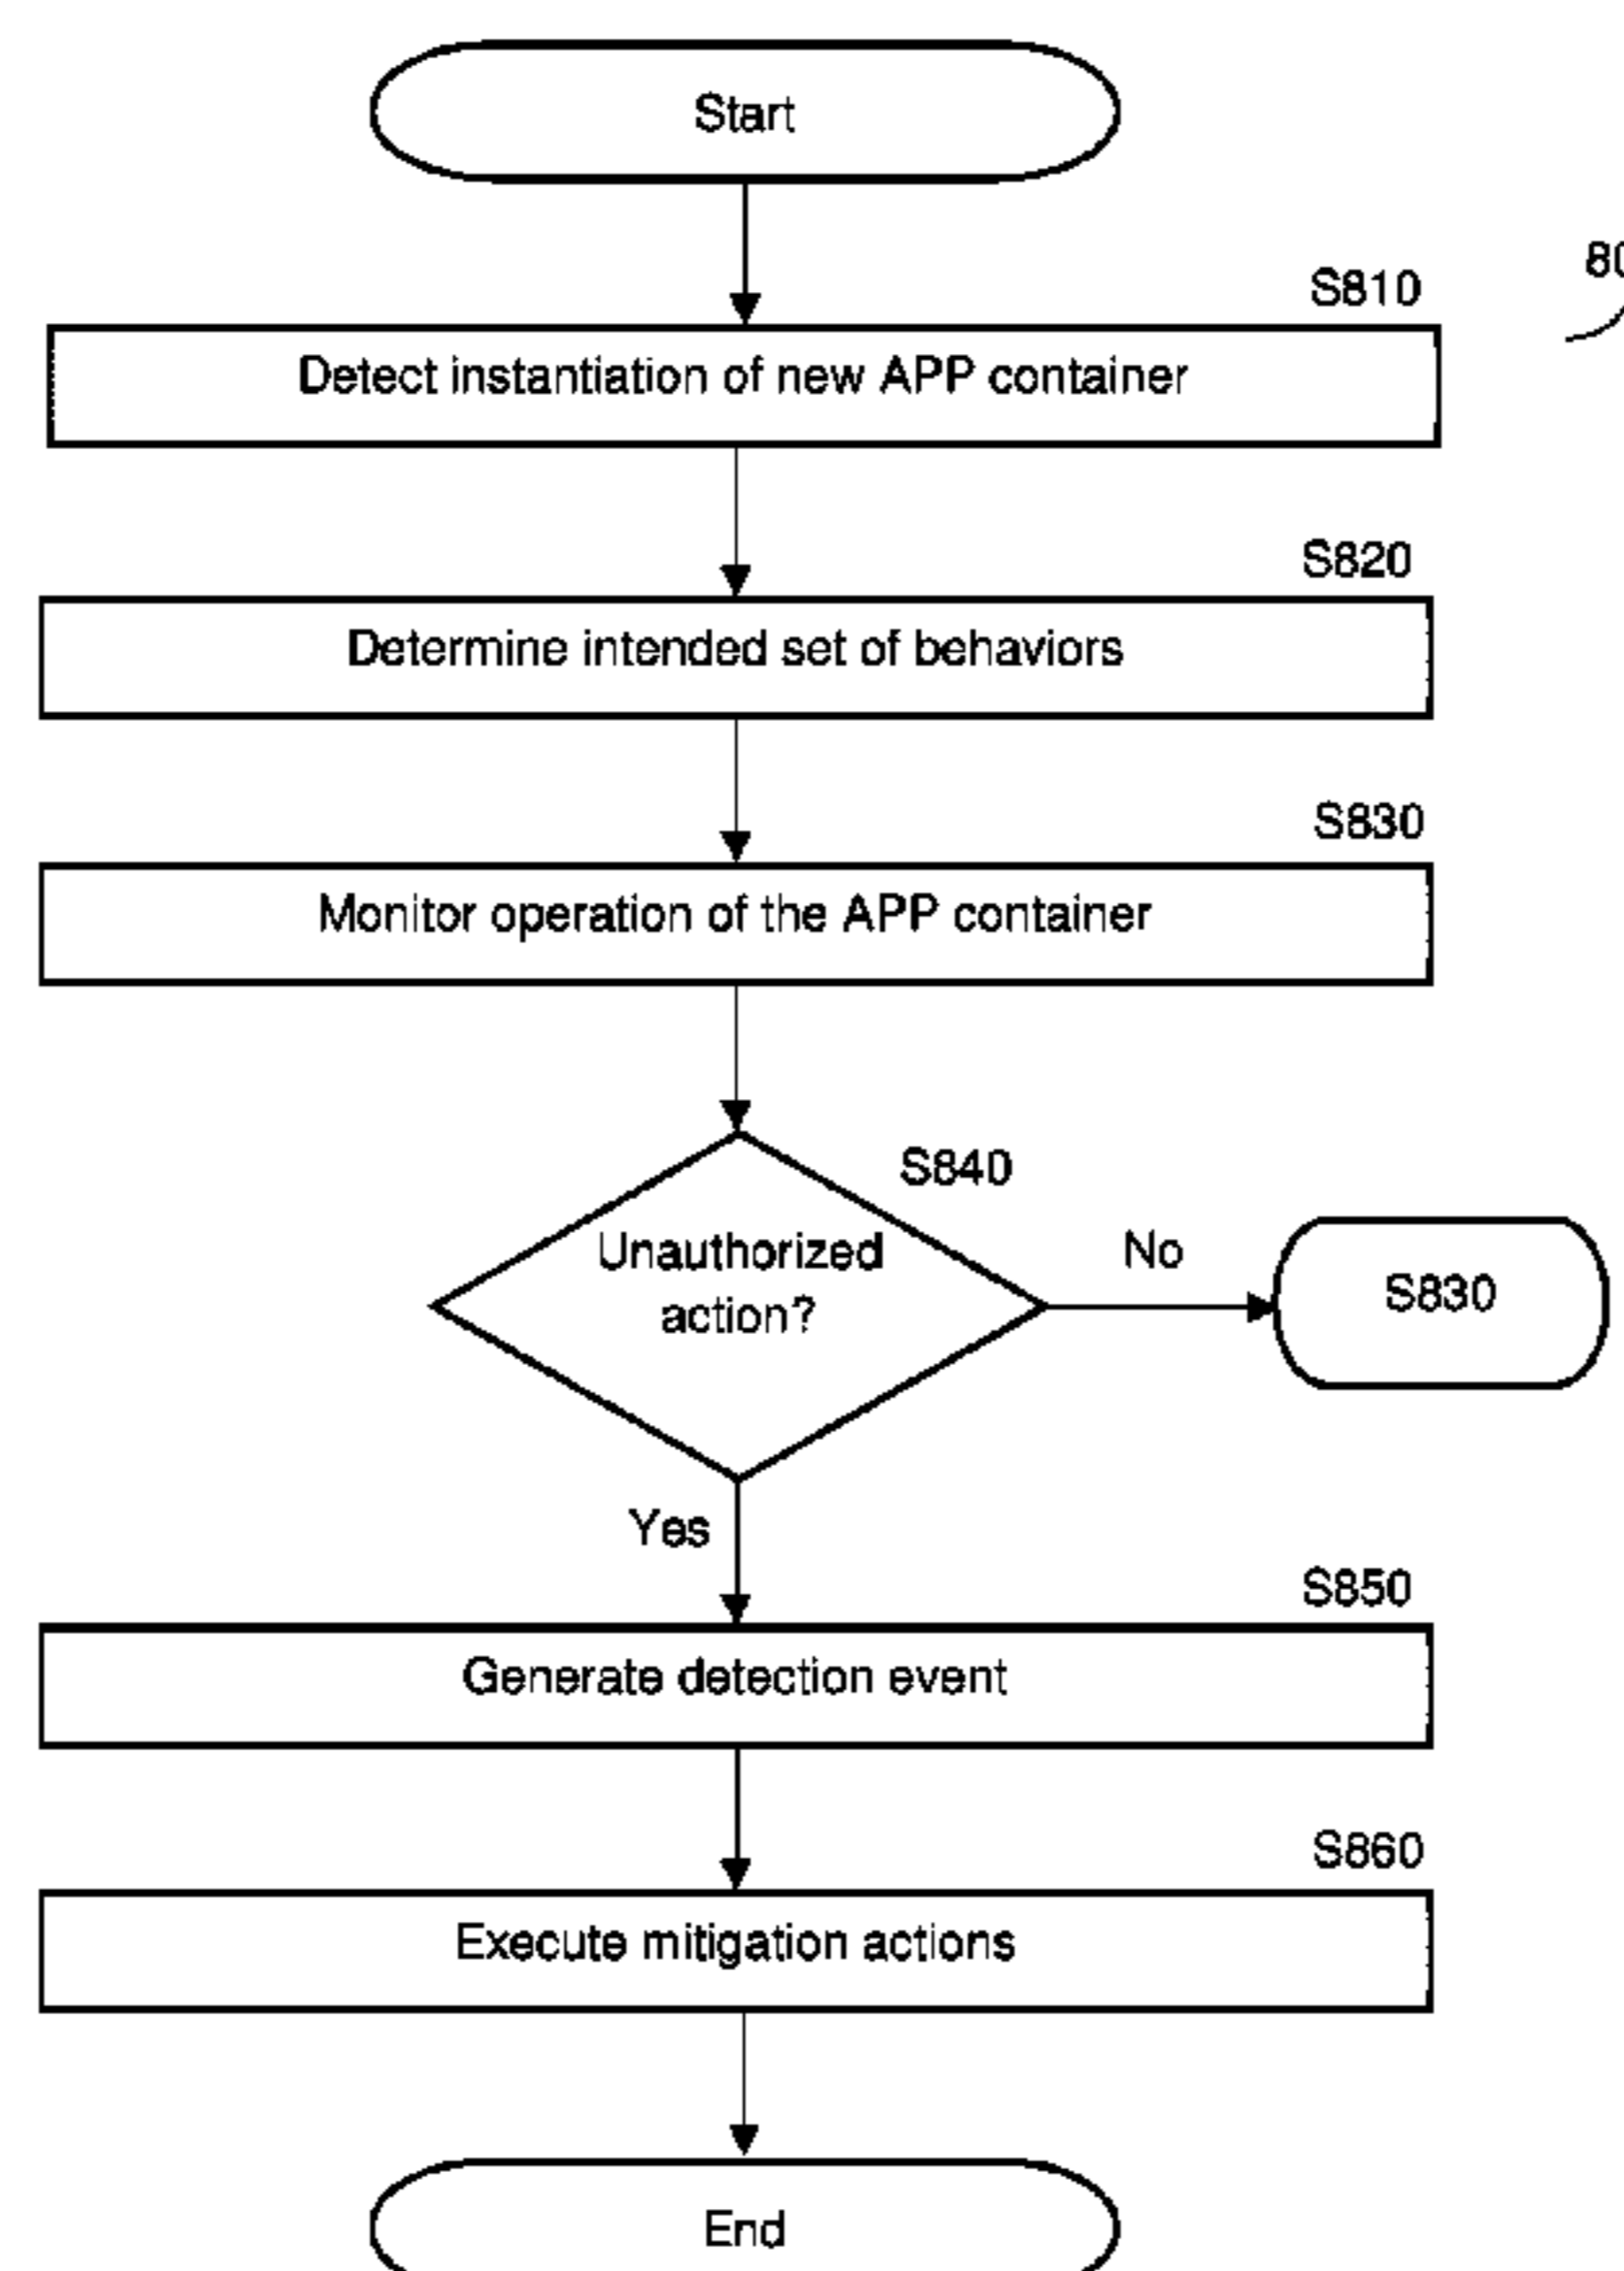 Start
S810
Detect instantiation of new APP container
S820
Determine intended set of behaviors
S830
Monitor operation of the APP container
S840
Unauthorized
action?
No
S830
Yes
S850
Generate detection event
S860
Execute mitigation actions
End